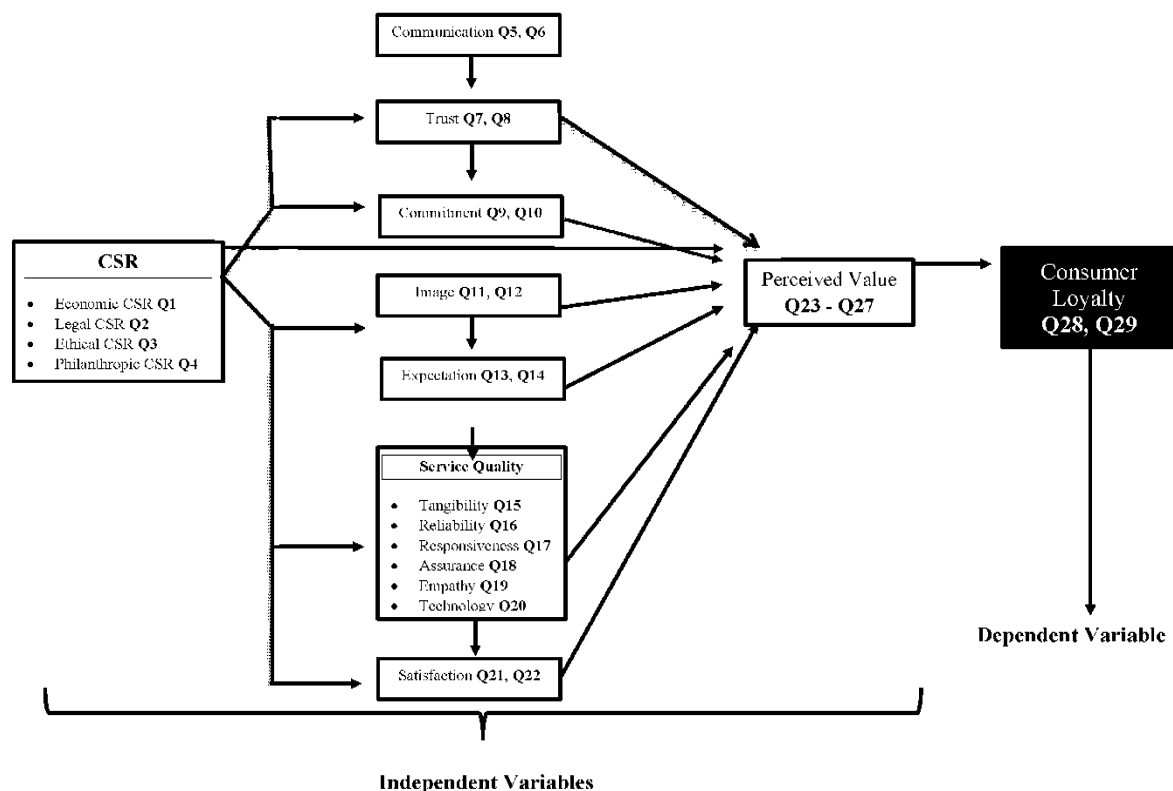 Communication Q5, Q6
Trust Q7, Q8
Commitment Q9, Q10
CSR
• Economic CSR Q1
• Legal CSR Q2
• Ethical CSR Q3
• Philanthropic CSR Q4
Image Q11, Q12
Expectation Q13, Q14
Service Quality
• Tangibility Q15
• Reliability Q16
• Responsiveness Q17
• Assurance Q18
• Empathy Q19
• Technology Q20
Satisfaction Q21, Q22
Perceived Value
Q23 - Q27
Consumer
Loyalty
Q28, Q29
Dependent Variable
Independent Variables